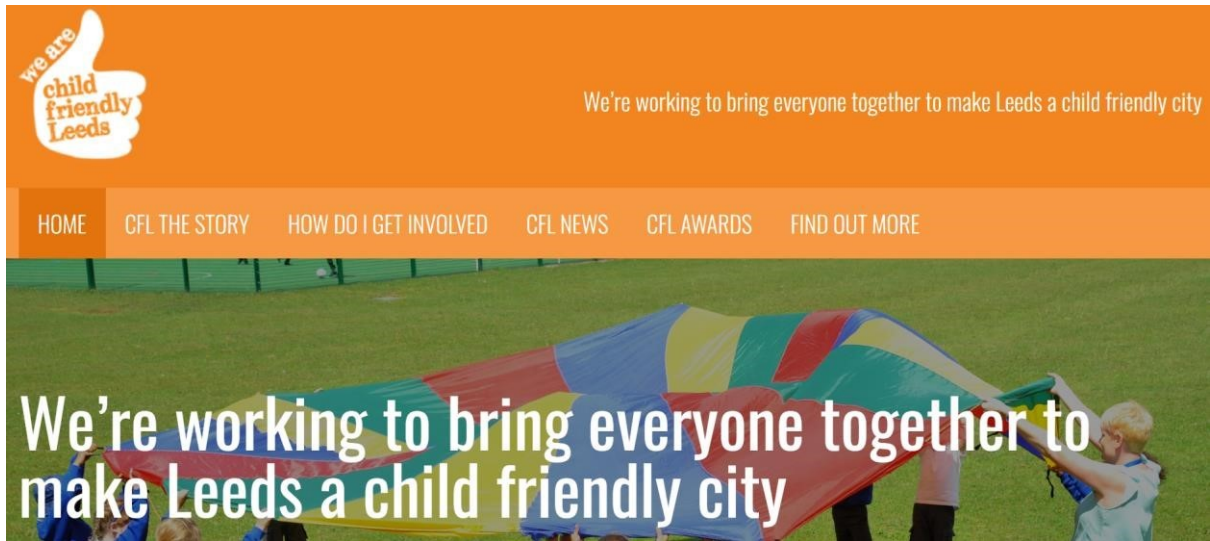 we are
child
friendly
Leeds
We're working to bring everyone together to make Leeds a child friendly city
HOME CFL THE STORY HOW DO I GET INVOLVED CFL NEWS CFL AWARDS FIND OUT MORE
We're working to bring everyone together to
make Leeds a child friendly city